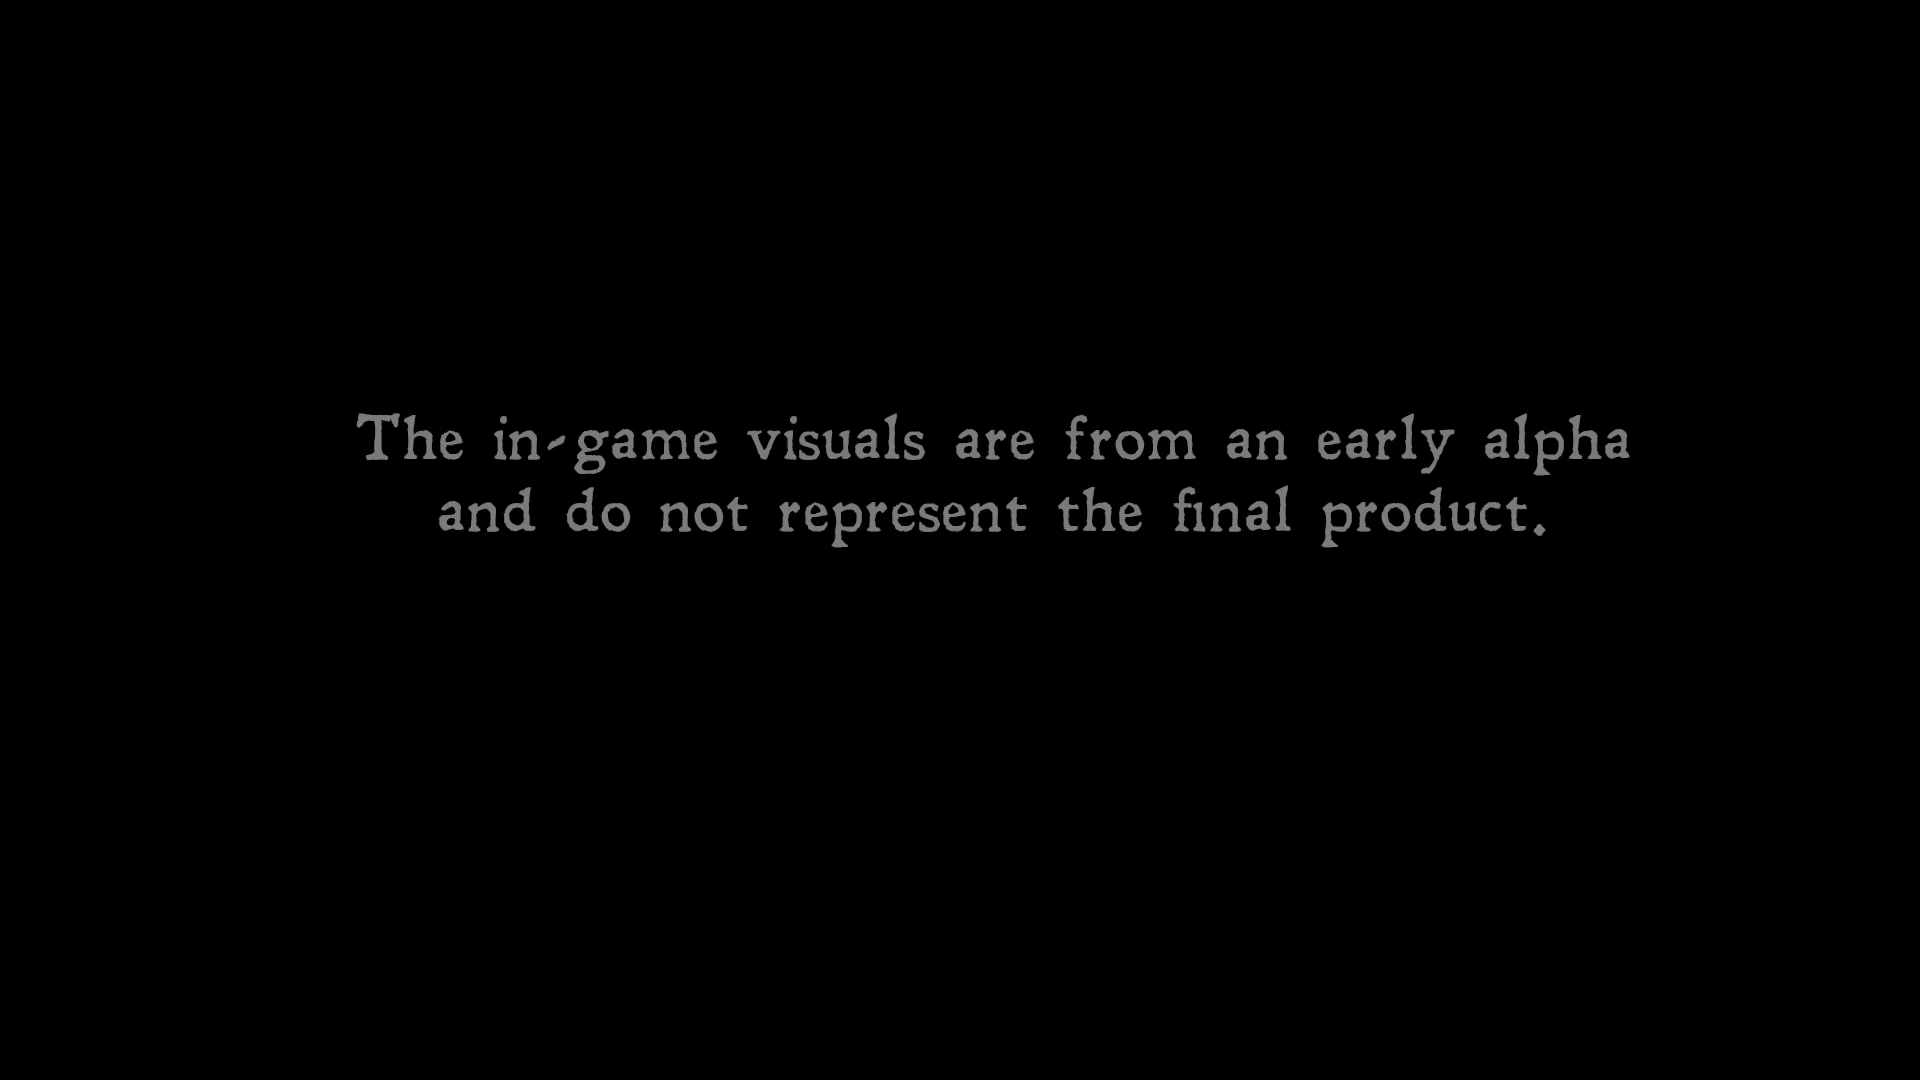 The in-game visuals are from an early alpha
and do not represent the final product.